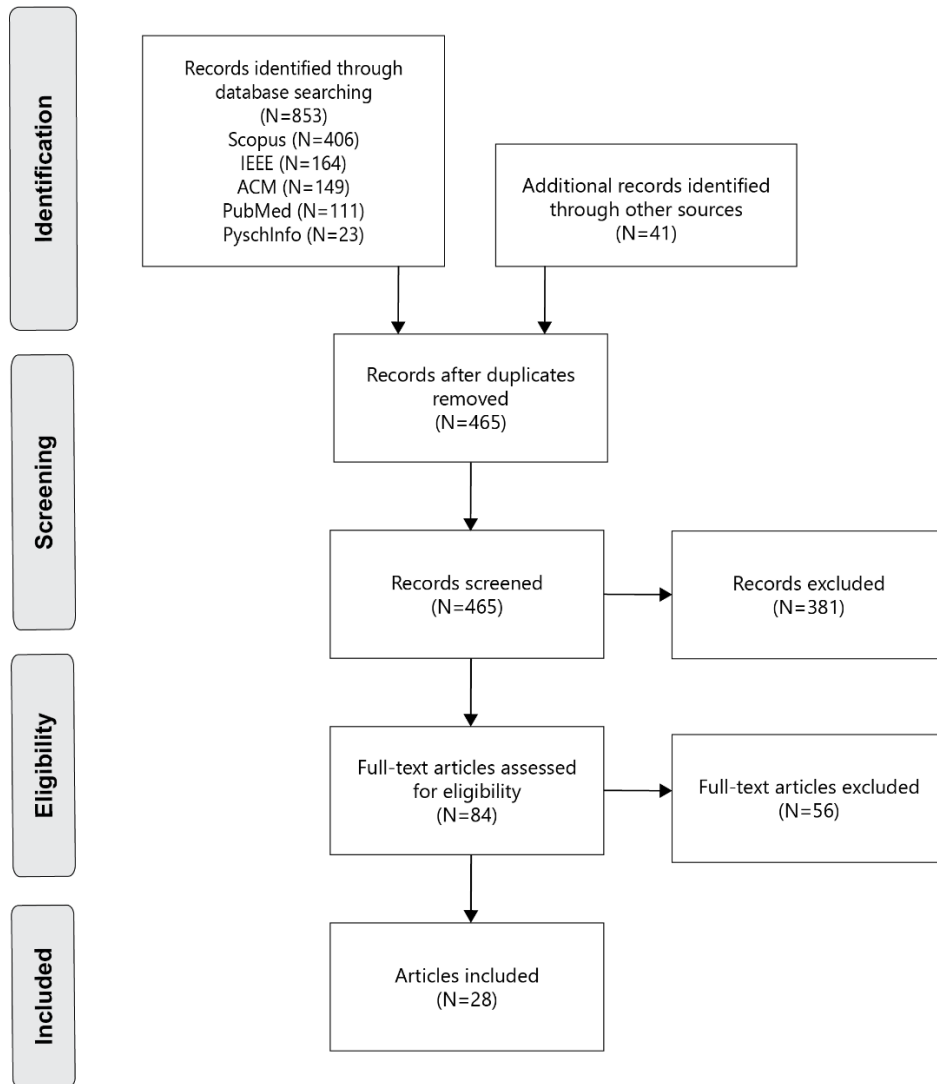 Identification
Records identified through
database searching
(N=853)
Scopus (N=406)
IEEE (N=164)
ACM (N=149)
PubMed (N=111)
PyschInfo (N=23)
Additional records identified
through other sources
(N=41)
Screening
Records after duplicates
removed
(N=465)
Records screened
(N=465)
Records excluded
(N=381)
Eligibility
Full-text articles assessed
for eligibility
(N=84)
Full-text articles excluded
(N=56)
Included
Articles included
(N=28)